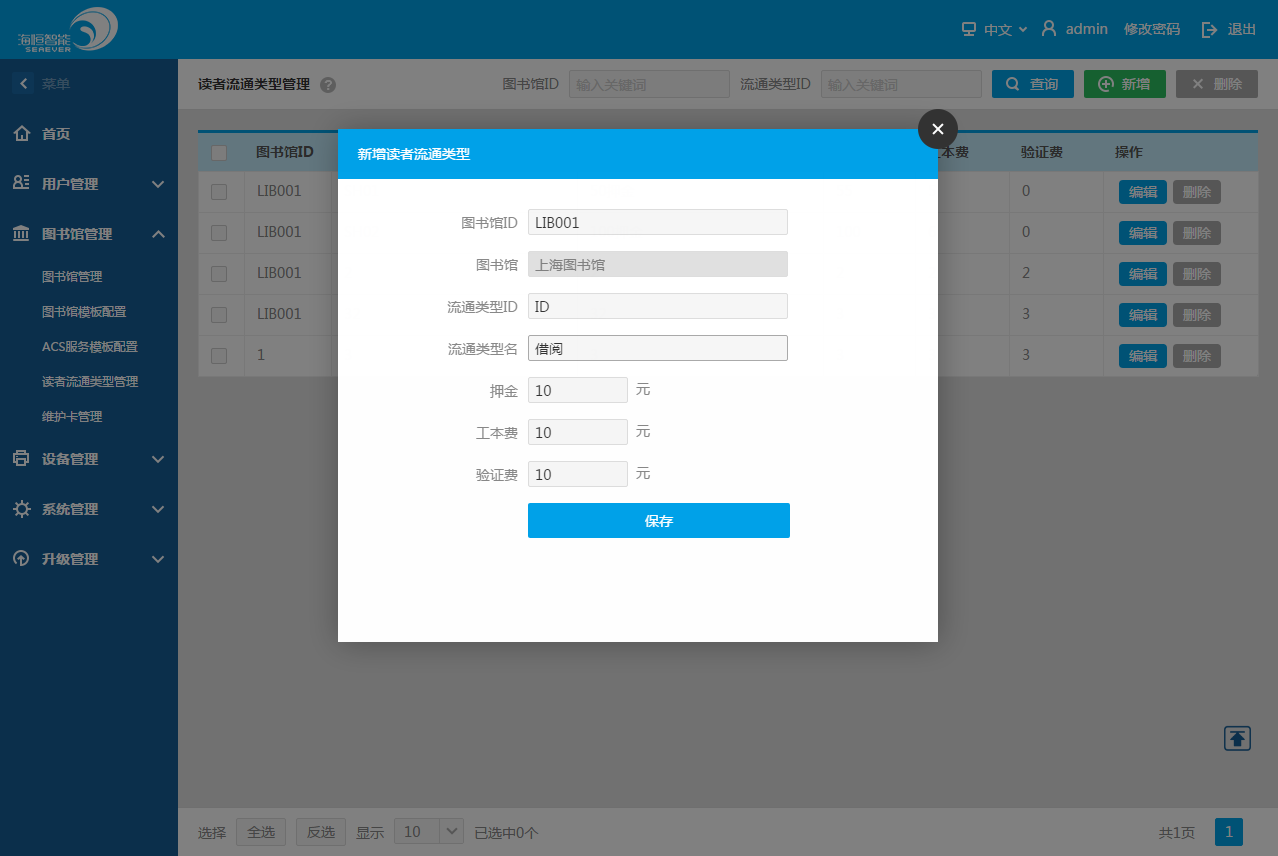 海恒智能
SEAEVER
中文
admin
修改密码
退出
菜单
首页
用户管理
图书馆管理
图书馆管理
图书馆模板配置
ACS服务模板配置
读者流通类型管理
维护卡管理
设备管理
系统管理
升级管理
读者流通类型管理 ?
图书馆ID 输入关键词 流通类型ID 输入关键词 查询 新增 删除
图书馆ID 本费 验证费 操作
LIB001 0 编辑 删除
LIB001 0 编辑 删除
LIB001 2 编辑 删除
LIB001 3 编辑 删除
1 3 编辑 删除
新增读者流通类型
图书馆ID LIB001
图书馆 上海图书馆
流通类型ID ID
流通类型名 借阅
押金 10 元
工本费 10 元
验证费 10 元
保存
选择 全选 反选 显示 10 已选中0个 共1页 1